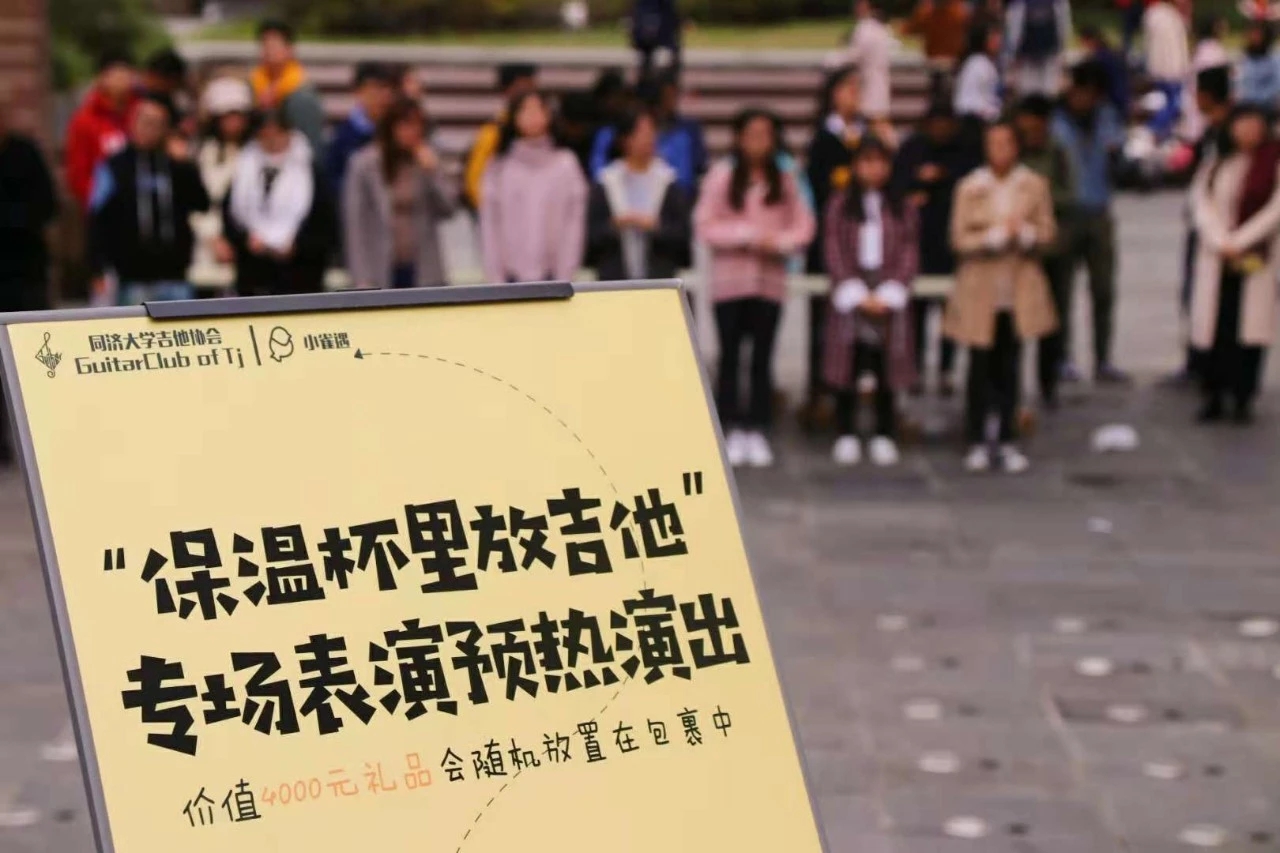 同济大学吉他协会
GuitarClub of Tj
小雀遇
“保温杯里放吉他”
专场表演预热演出
价值4000元礼品会随机放置在包裹中